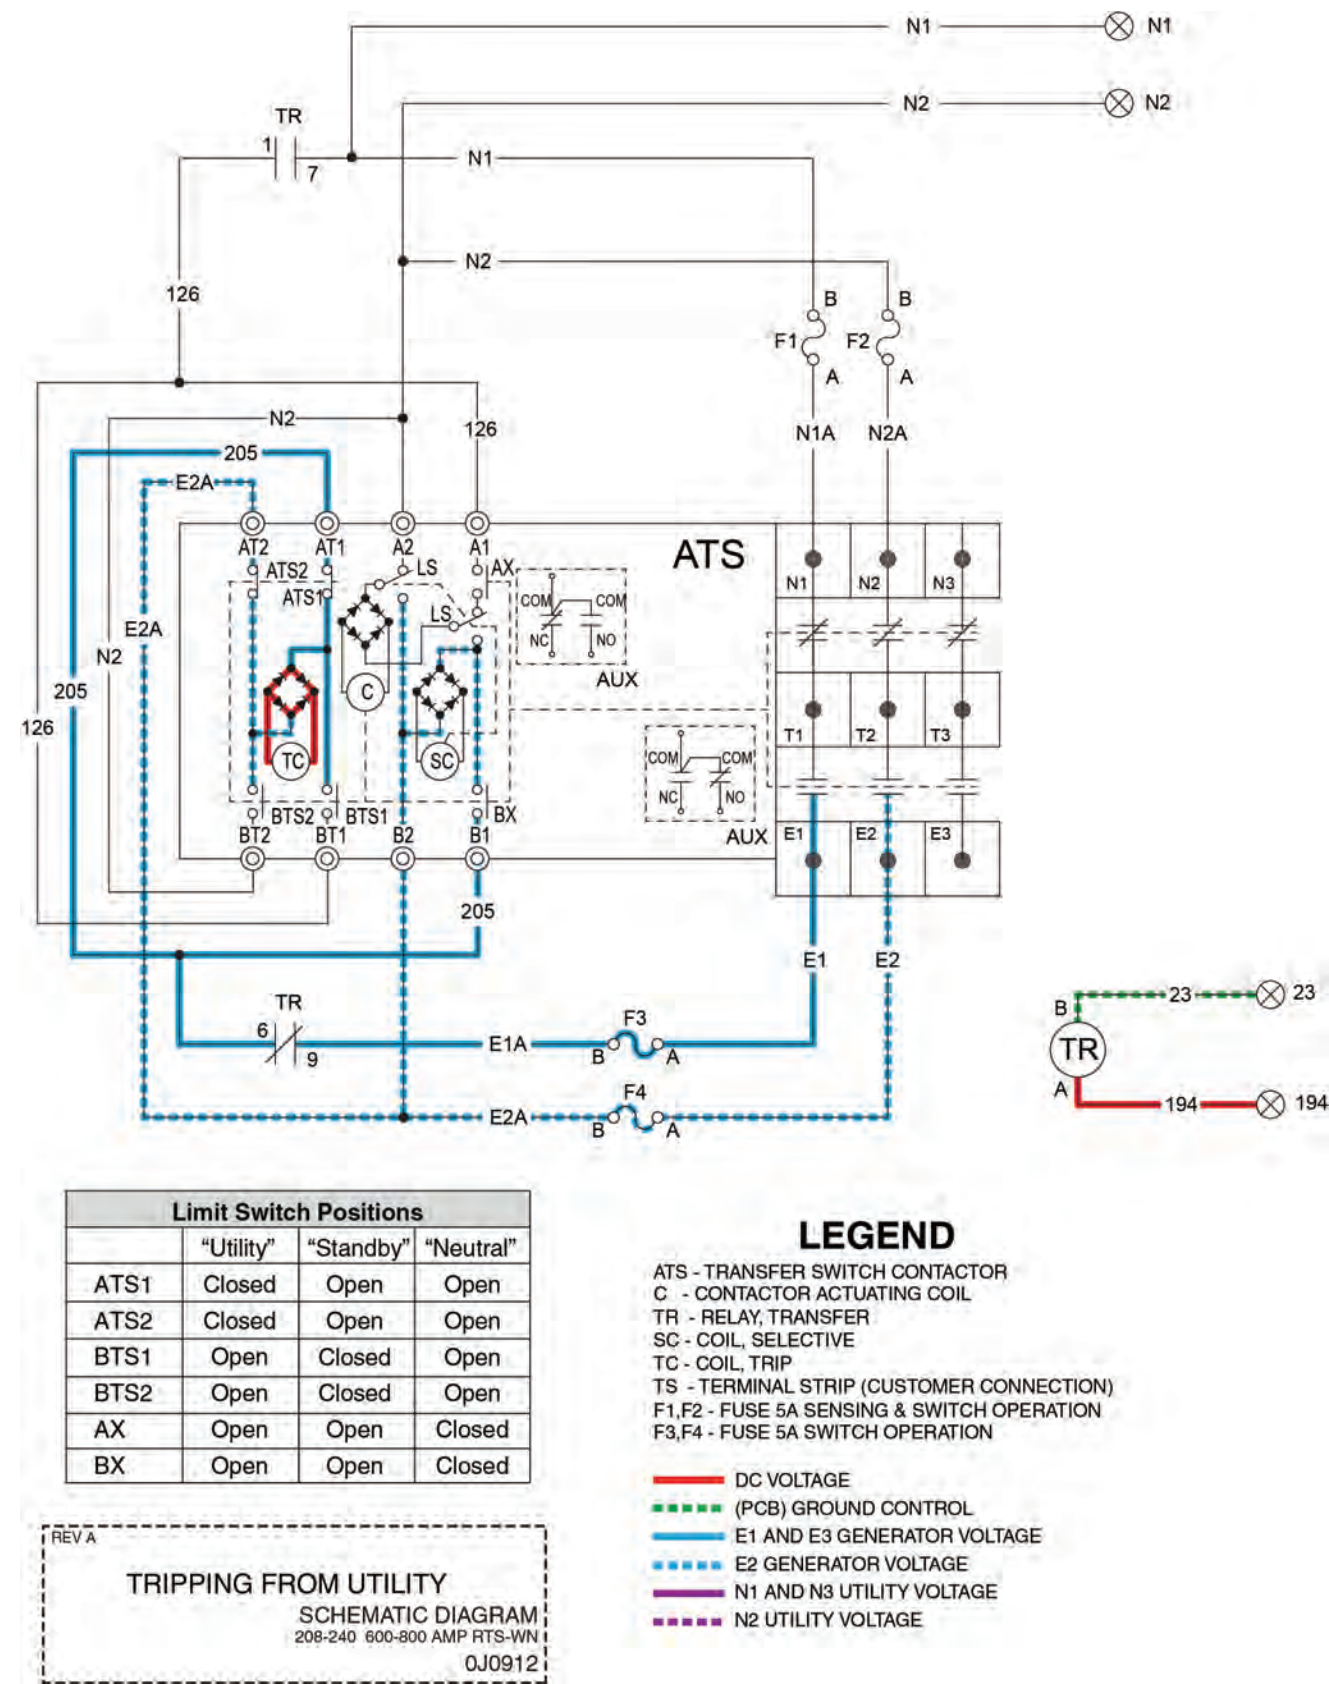 N1
N1
N2
N2
TR
1
7
N1
N2
126
B
B
F1
F2
A
A
N2
126
N1A
N2A
205
E2A
AT2
AT1
A2
A1
ATS
ATS2
LS
AX
ATS1
COM
COM
LS
NC
NO
AUX
N1
N2
N3
E2A
N2
205
126
C
TC
SC
T1
T2
T3
COM
COM
NC
NO
AUX
BTS2
BTS1
BX
BT2
BT1
B2
B1
E1
E2
E3
205
E1
E2
TR
6
9
E1A
F3
B
A
F4
E2A
B
A
B
23
23
TR
A
194
194
Limit Switch Positions
"Utility" "Standby" "Neutral"
ATS1 Closed Open Open
ATS2 Closed Open Open
BTS1 Open Closed Open
BTS2 Open Closed Open
AX Open Open Closed
BX Open Open Closed
LEGEND
ATS - TRANSFER SWITCH CONTACTOR
C - CONTACTOR ACTUATING COIL
TR - RELAY, TRANSFER
SC - COIL, SELECTIVE
TC - COIL, TRIP
TS - TERMINAL STRIP (CUSTOMER CONNECTION)
F1,F2 - FUSE 5A SENSING & SWITCH OPERATION
F3,F4 - FUSE 5A SWITCH OPERATION
DC VOLTAGE
(PCB) GROUND CONTROL
E1 AND E3 GENERATOR VOLTAGE
E2 GENERATOR VOLTAGE
N1 AND N3 UTILITY VOLTAGE
N2 UTILITY VOLTAGE
REV A
TRIPPING FROM UTILITY
SCHEMATIC DIAGRAM
208-240 600-800 AMP RTS-WN
0J0912